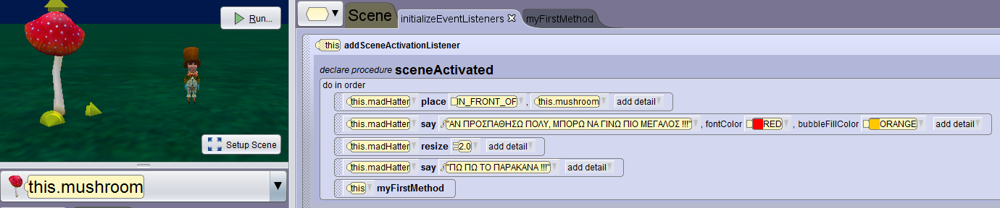 Run...
Setup Scene
this.mushroom
Scene initializeEventListeners myFirstMethod
this addSceneActivationListener
declare procedure sceneActivated
do in order
this.madHatter place IN_FRONT_OF , this.mushroom add detail
this.madHatter say "ΑΝ ΠΡΟΣΠΑΘΗΣΩ ΠΟΛΥ, ΜΠΟΡΩ ΝΑ ΓΙΝΩ ΠΙΟ ΜΕΓΑΛΟΣ !!!" , fontColor RED , bubbleFillColor ORANGE add detail
this.madHatter resize 2.0 add detail
this.madHatter say "ΠΩ ΠΩ ΤΟ ΠΑΡΑΚΑΝΑ !!!" add detail
this myFirstMethod